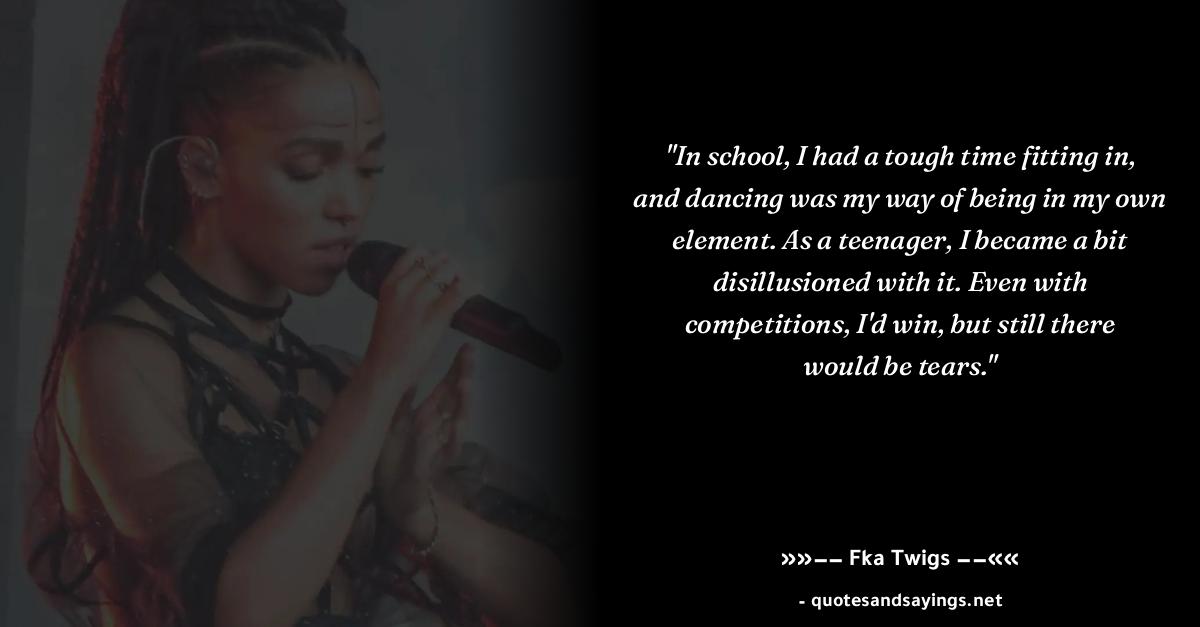 "In school, I had a tough time fitting in,
and dancing was my way of being in my own
element. As a teenager, I became a bit
disillusioned with it. Even with
competitions, I'd win, but still there
would be tears."
»»−− Fka Twigs −−««
- quotesandsayings.net